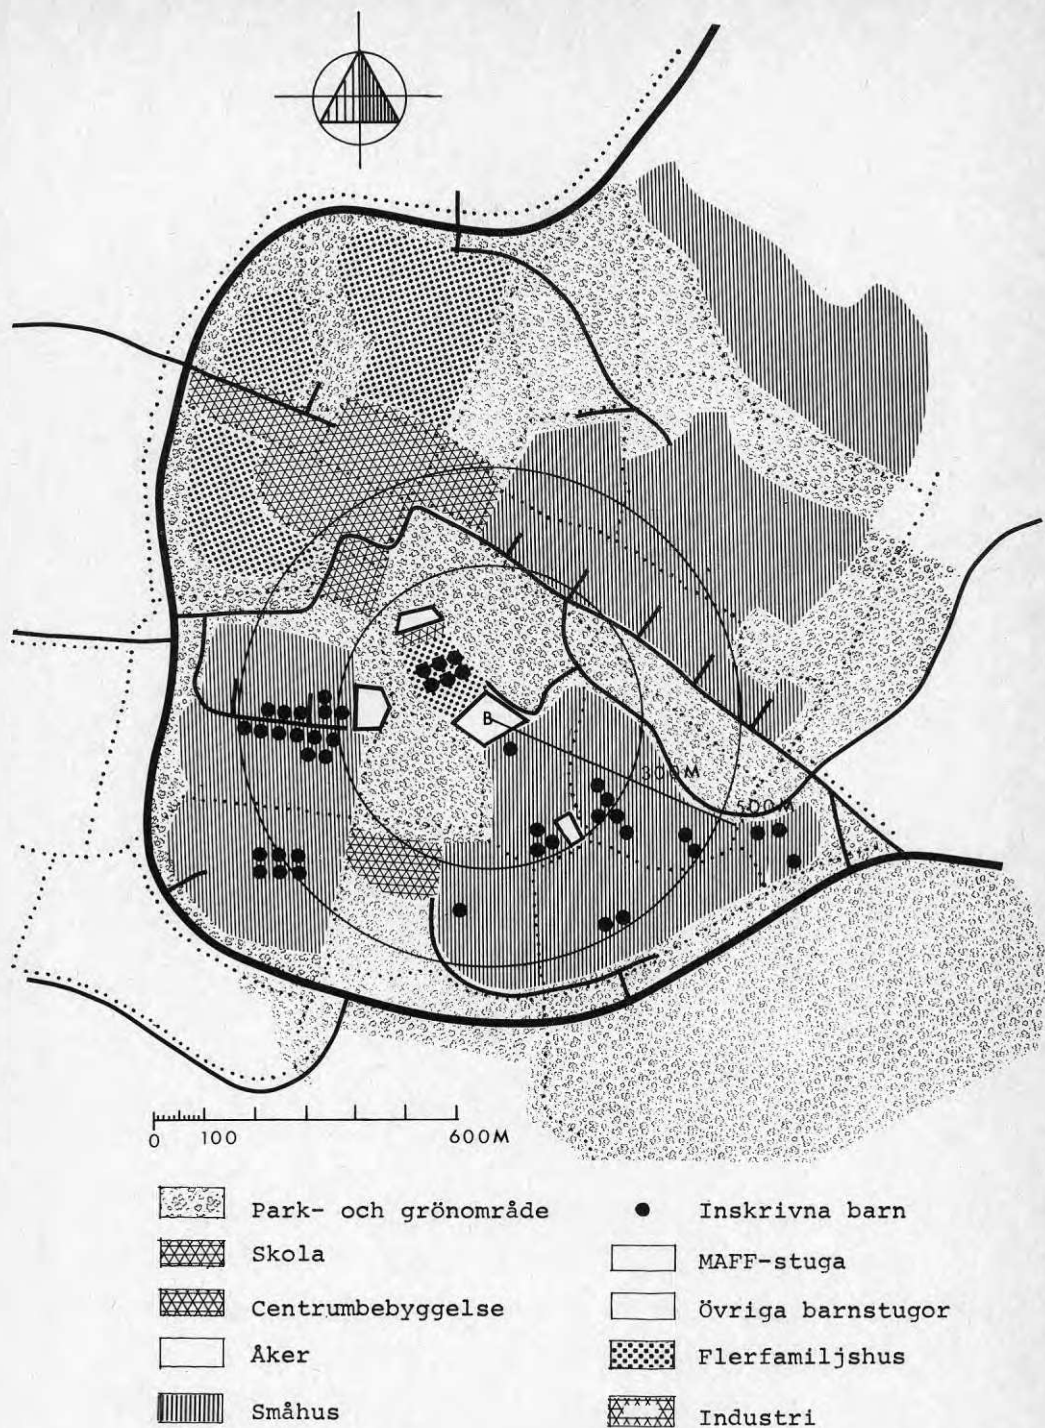 B
300M
500M
0 100 600M
Park- och grönområde
Skola
Centrumbebyggelse
Åker
Småhus
Inskrivna barn
MAFF-stuga
Övriga barnstugor
Flerfamiljshus
Industri